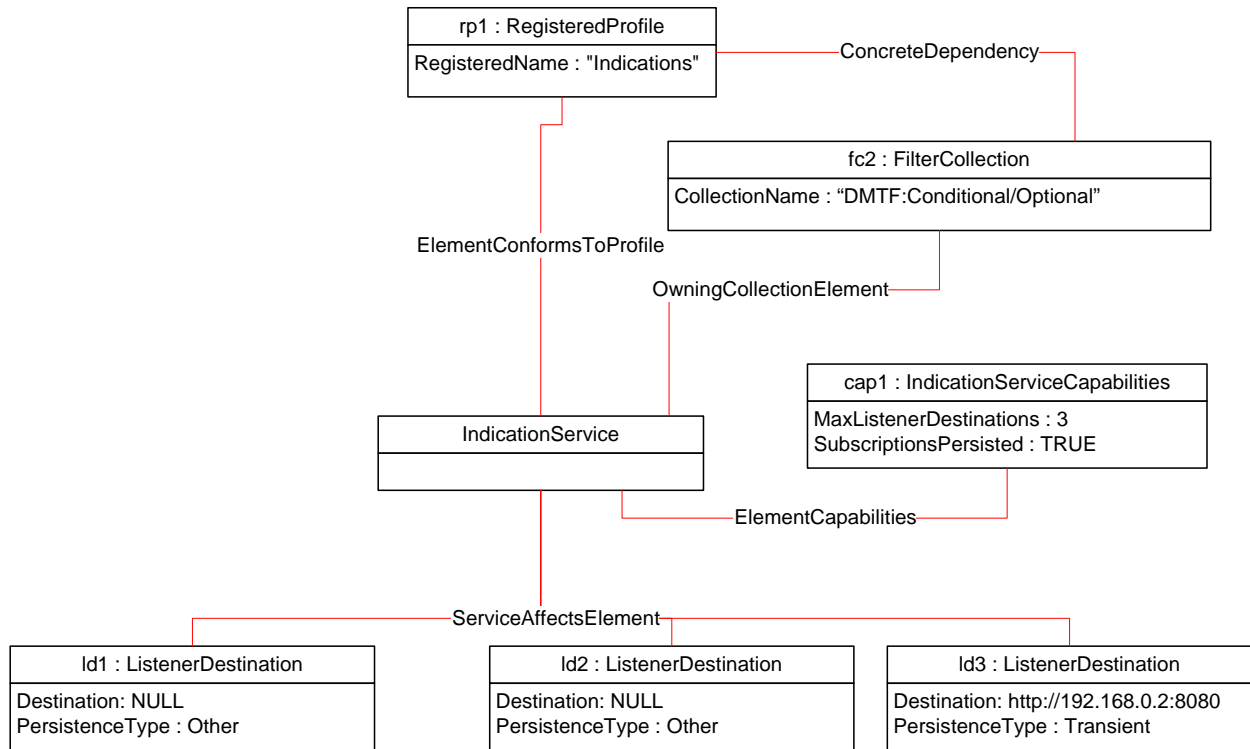 rp1 : RegisteredProfile
RegisteredName : "Indications"
ConcreteDependency
fc2 : FilterCollection
CollectionName : “DMTF:Conditional/Optional”
ElementConformsToProfile
OwningCollectionElement
cap1 : IndicationServiceCapabilities
MaxListenerDestinations : 3
SubscriptionsPersisted : TRUE
IndicationService
ElementCapabilities
ServiceAffectsElement
ld1 : ListenerDestination
Destination: NULL
PersistenceType : Other
ld2 : ListenerDestination
Destination: NULL
PersistenceType : Other
ld3 : ListenerDestination
Destination: http://192.168.0.2:8080
PersistenceType : Transient